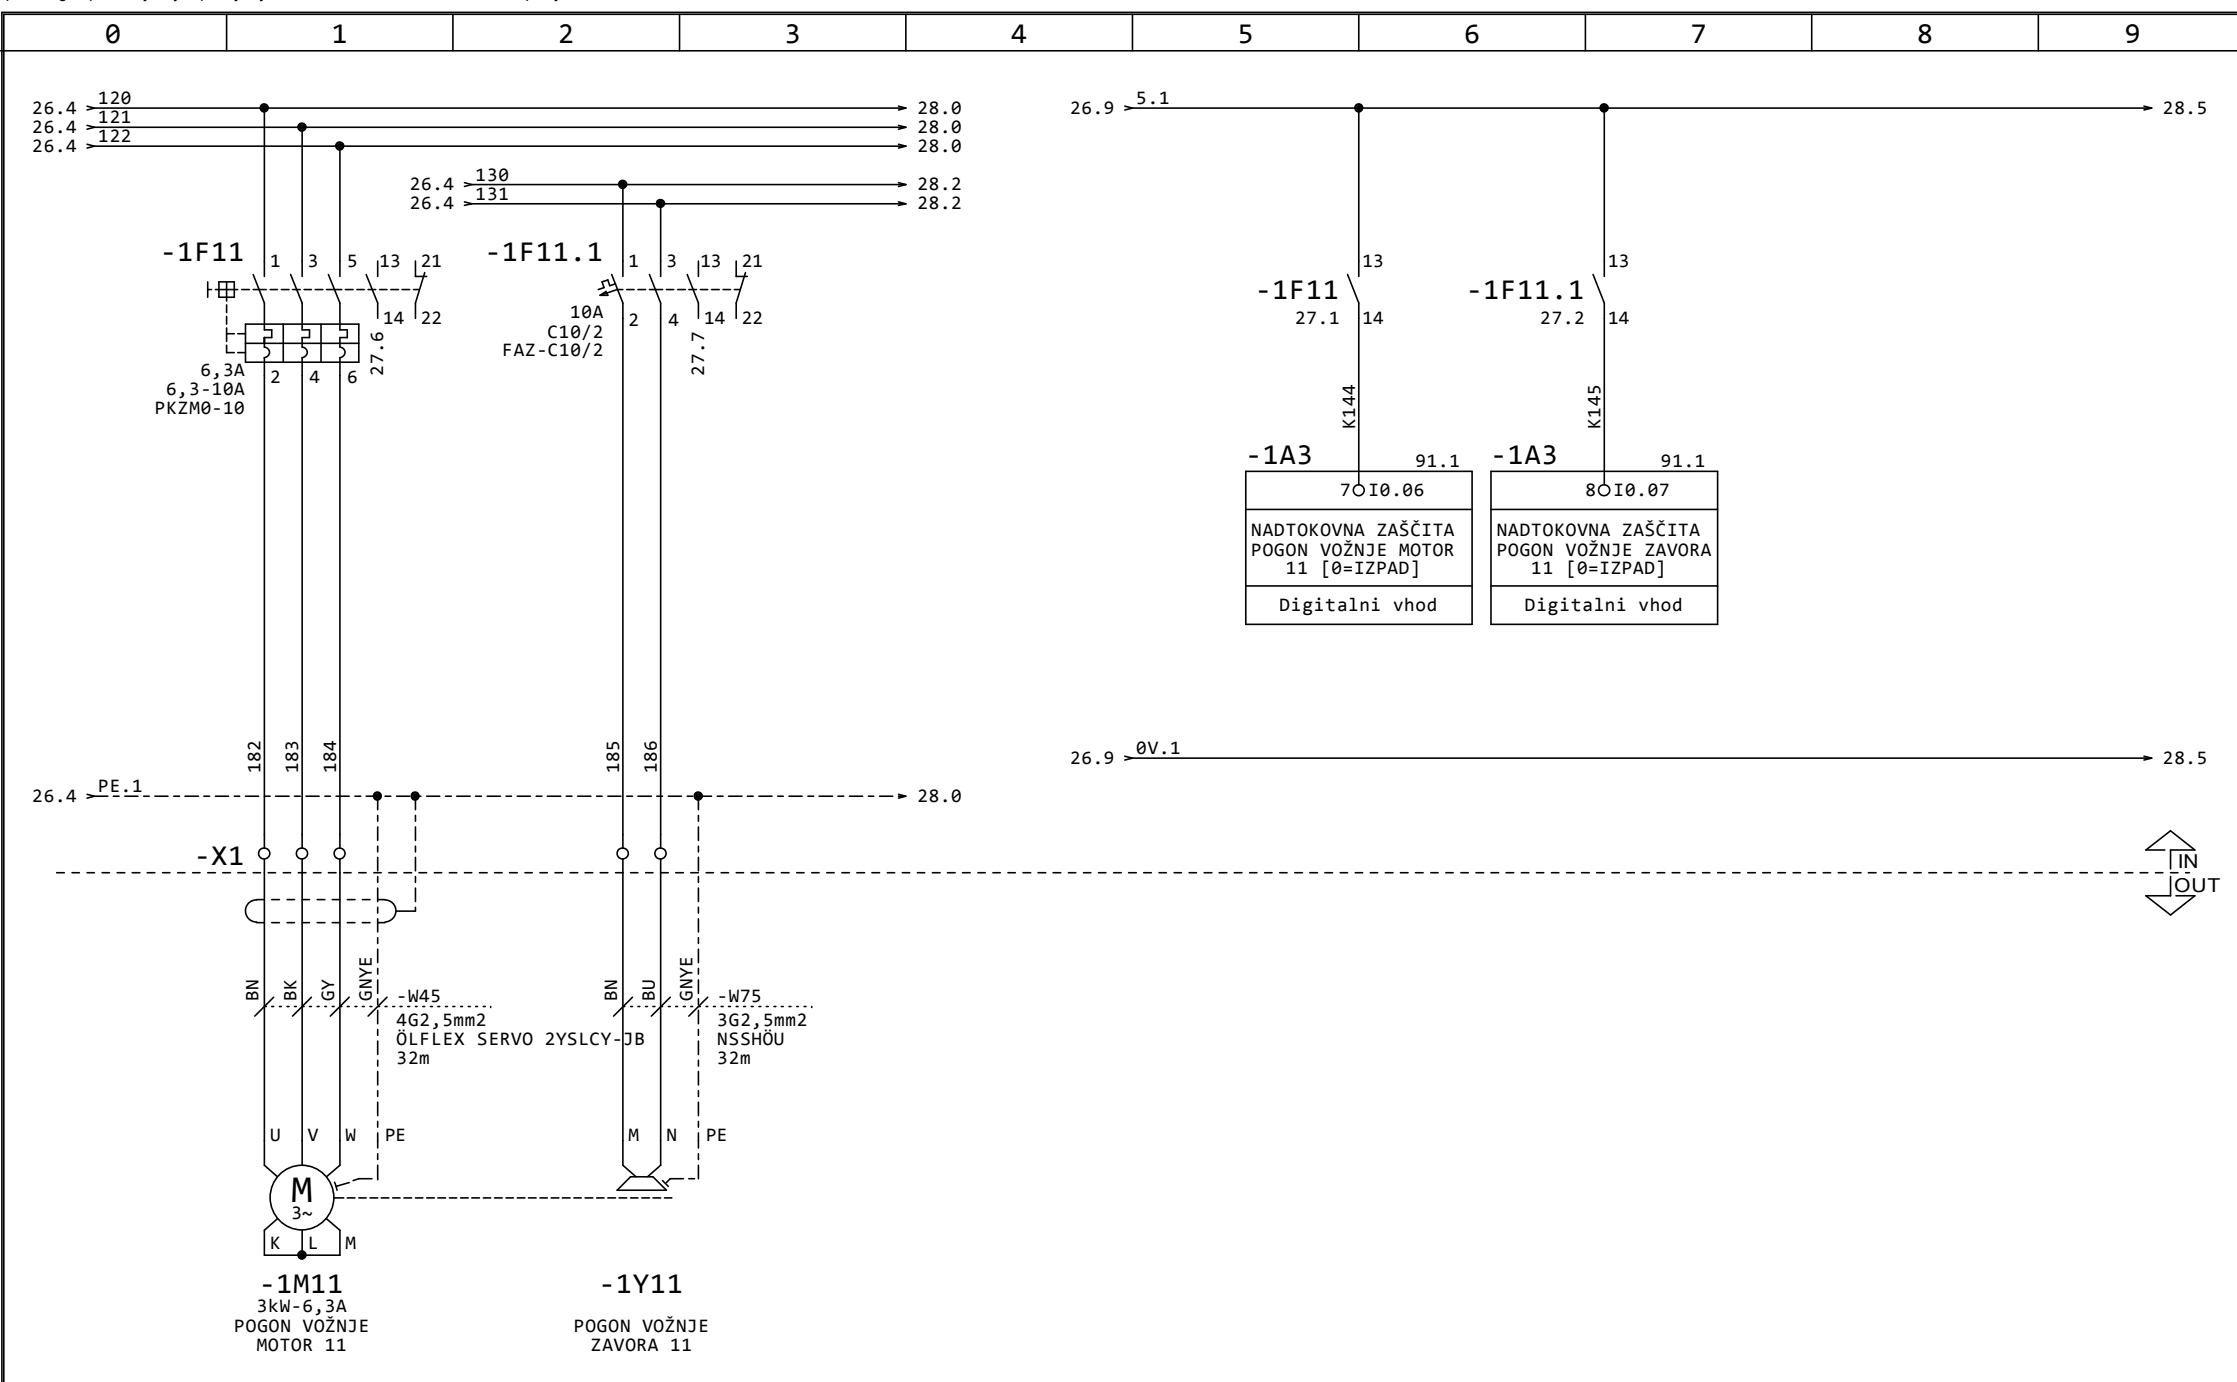 0 1 2 3 4 5 6 7 8 9
26.4 120 28.0
26.4 121 28.0
26.4 122 28.0
26.4 130 28.2
26.4 131 28.2
26.9 5.1 28.5
-1F11
1 3 5 13 21
14 22
27.6
6,3A
6,3-10A
PKZM0-10
2 4 6
-1F11.1
1 3 13 21
10A
C10/2
FAZ-C10/2
2 4 14 22
27.7
13
-1F11
27.1 14
K144
13
-1F11.1
27.2 14
K145
-1A3 91.1
7 I0.06
NADTOKOVNA ZAŠČITA
POGON VOŽNJE MOTOR
11 [0=IZPAD]
Digitalni vhod
-1A3 91.1
8 I0.07
NADTOKOVNA ZAŠČITA
POGON VOŽNJE ZAVORA
11 [0=IZPAD]
Digitalni vhod
182 183 184 185 186
26.9 0V.1 28.5
26.4 PE.1 28.0
-X1
IN
OUT
BN BK GY GNYE
-W45
4G2,5mm2
ÖLFLEX SERVO 2YSLCY-JB
32m
BN BU GNYE
-W75
3G2,5mm2
NSSHÖU
32m
U V W PE
M N PE
M
3~
K L M
-1M11
3kW-6,3A
POGON VOŽNJE
MOTOR 11
-1Y11
POGON VOŽNJE
ZAVORA 11